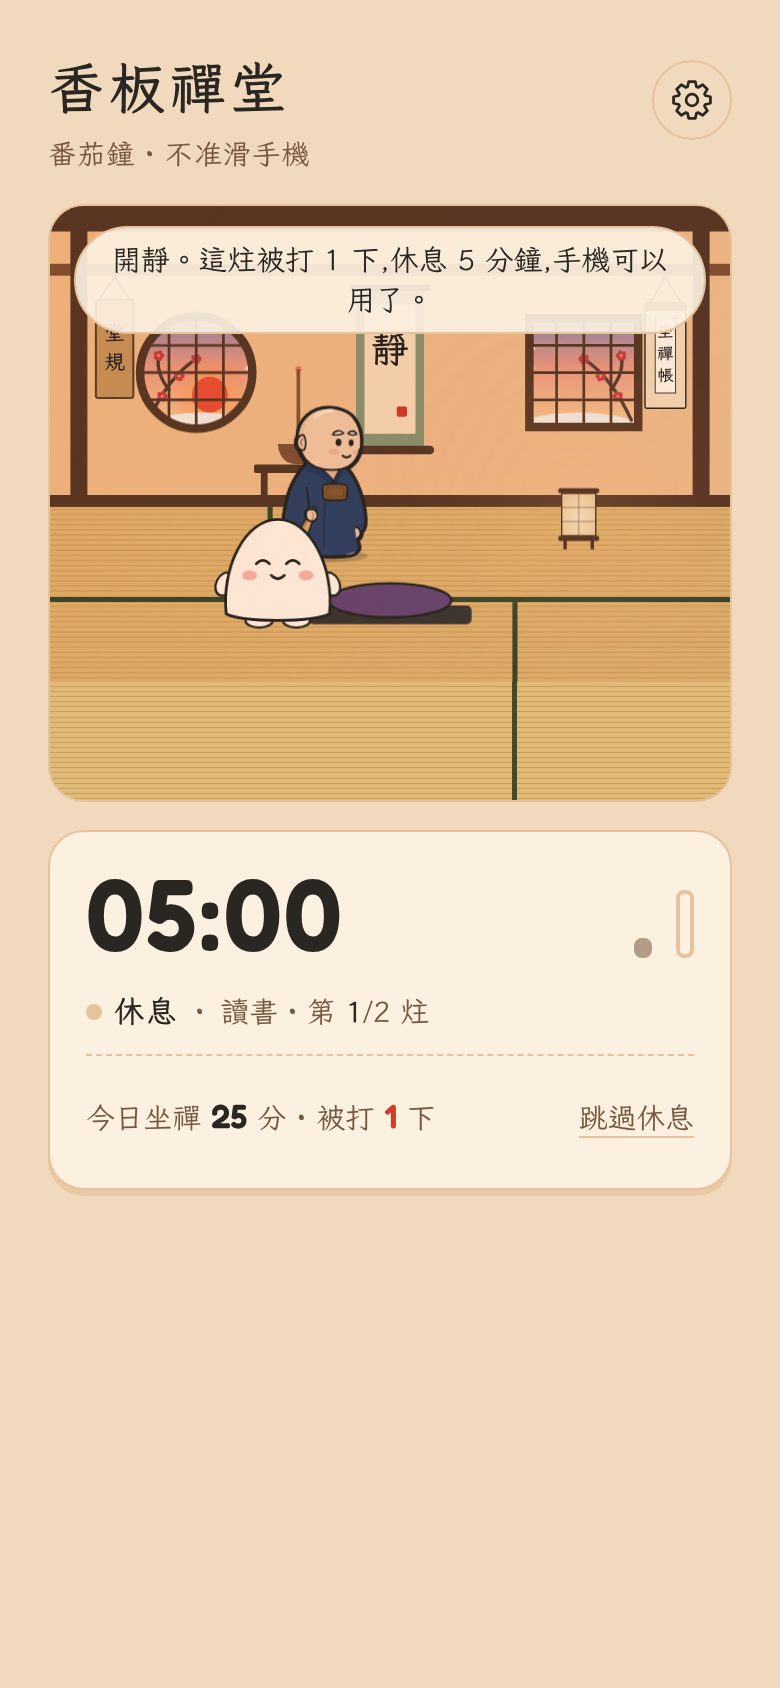 香板禪堂
番茄鐘・不准滑手機
開靜。這炷被打 1 下,休息 5 分鐘,手機可以
用了。
規
靜
禪
帳
05:00
休息 ・ 讀書・第 1/2 炷
今日坐禪 25 分・被打 1 下
跳過休息